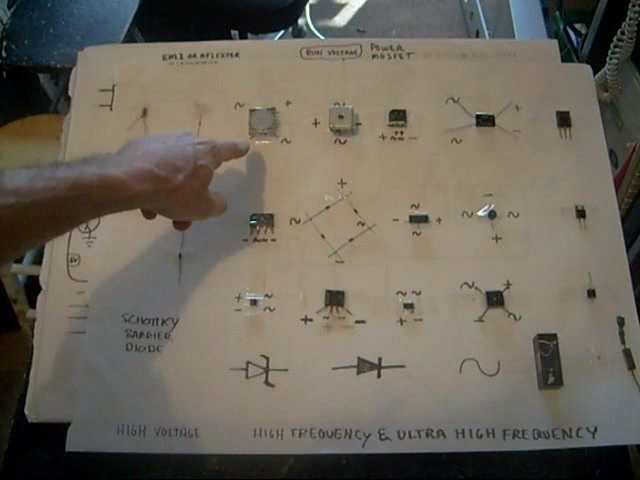 RUN VOLTAGE
POWER
MOSFET
SCHOTTKY
BARRIER
DIODE
HIGH VOLTAGE
HIGH FREQUENCY & ULTRA HIGH FREQUENCY